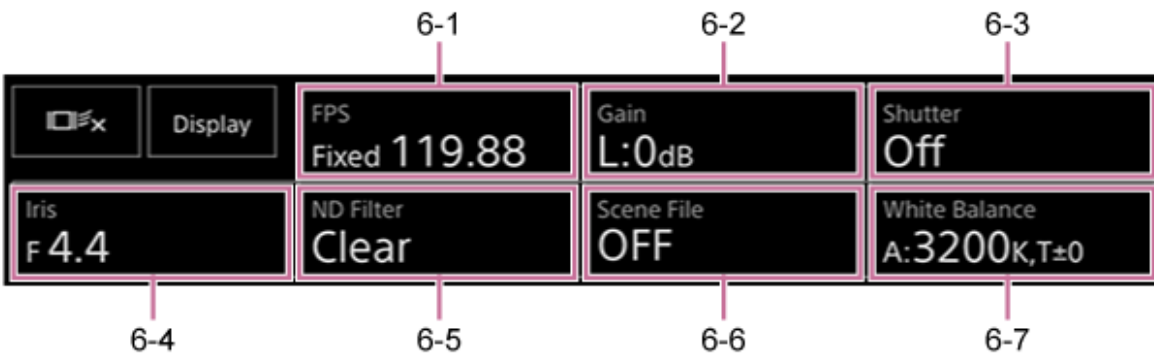 6-1 6-2 6-3
Display
FPS
Fixed 119.88
Gain
L:0dB
Shutter
Off
Iris
F 4.4
ND Filter
Clear
Scene File
OFF
White Balance
A:3200K,T±0
6-4 6-5 6-6 6-7